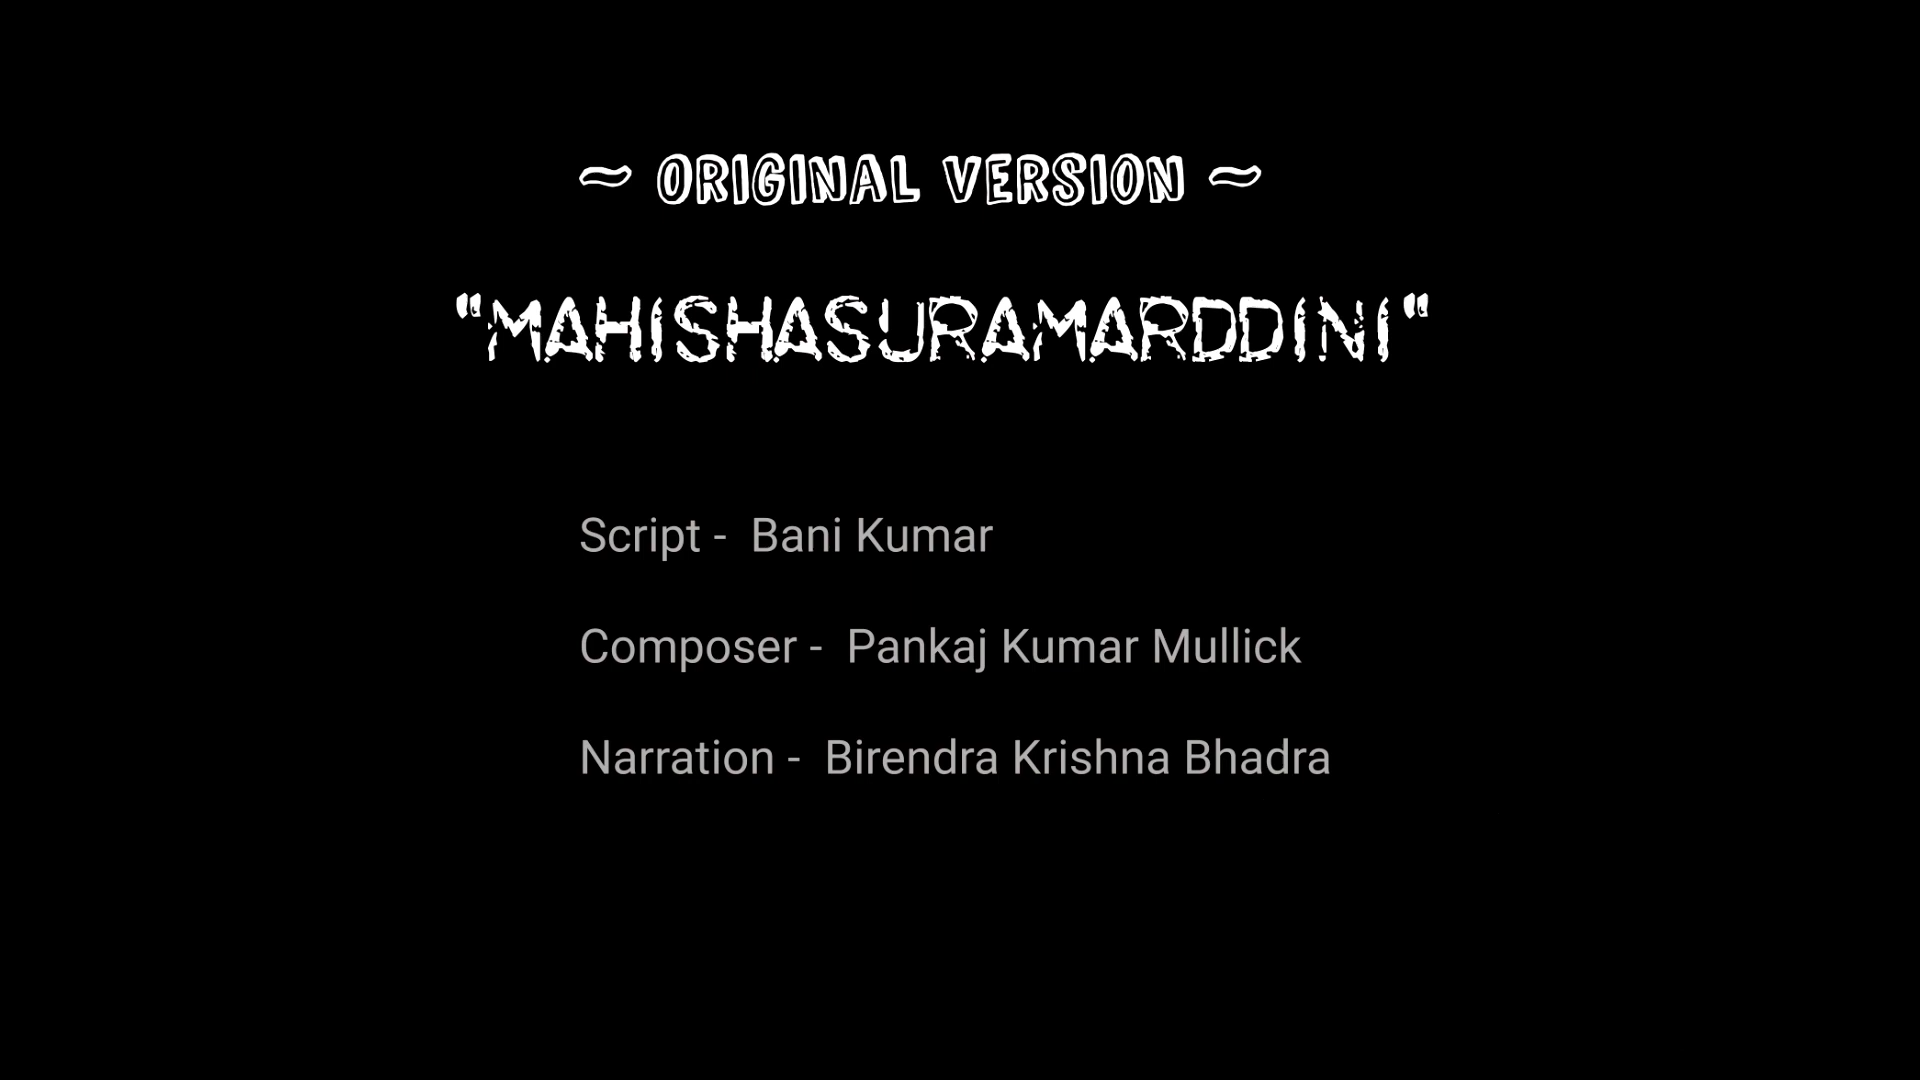 ~ ORIGINAL VERSION ~
"MAHISHASURAMARDDINI"
Script - Bani Kumar
Composer - Pankaj Kumar Mullick
Narration - Birendra Krishna Bhadra